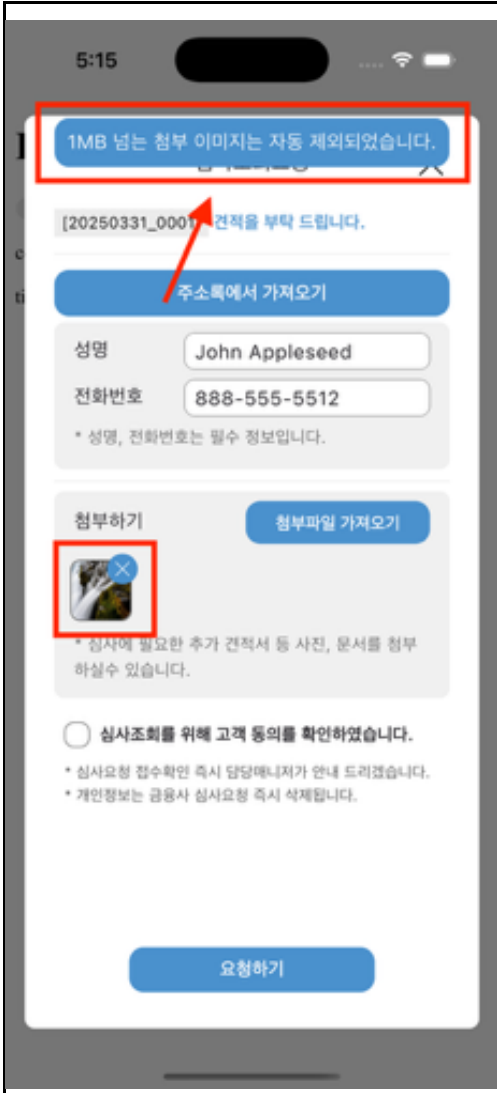 5:15
1MB 넘는 첨부 이미지는 자동 제외되었습니다.
[20250331_0001 견적을 부탁 드립니다.
주소록에서 가져오기
성명
John Appleseed
전화번호
888-555-5512
* 성명, 전화번호는 필수 정보입니다.
첨부하기
첨부파일 가져오기
* 심사에 필요한 추가 견적서 등 사진, 문서를 첨부
하실수 있습니다.
심사조회를 위해 고객 동의를 확인하였습니다.
* 심사요청 접수확인 즉시 담당매니저가 안내 드리겠습니다.
* 개인정보는 금융사 심사요청 즉시 삭제됩니다.
요청하기